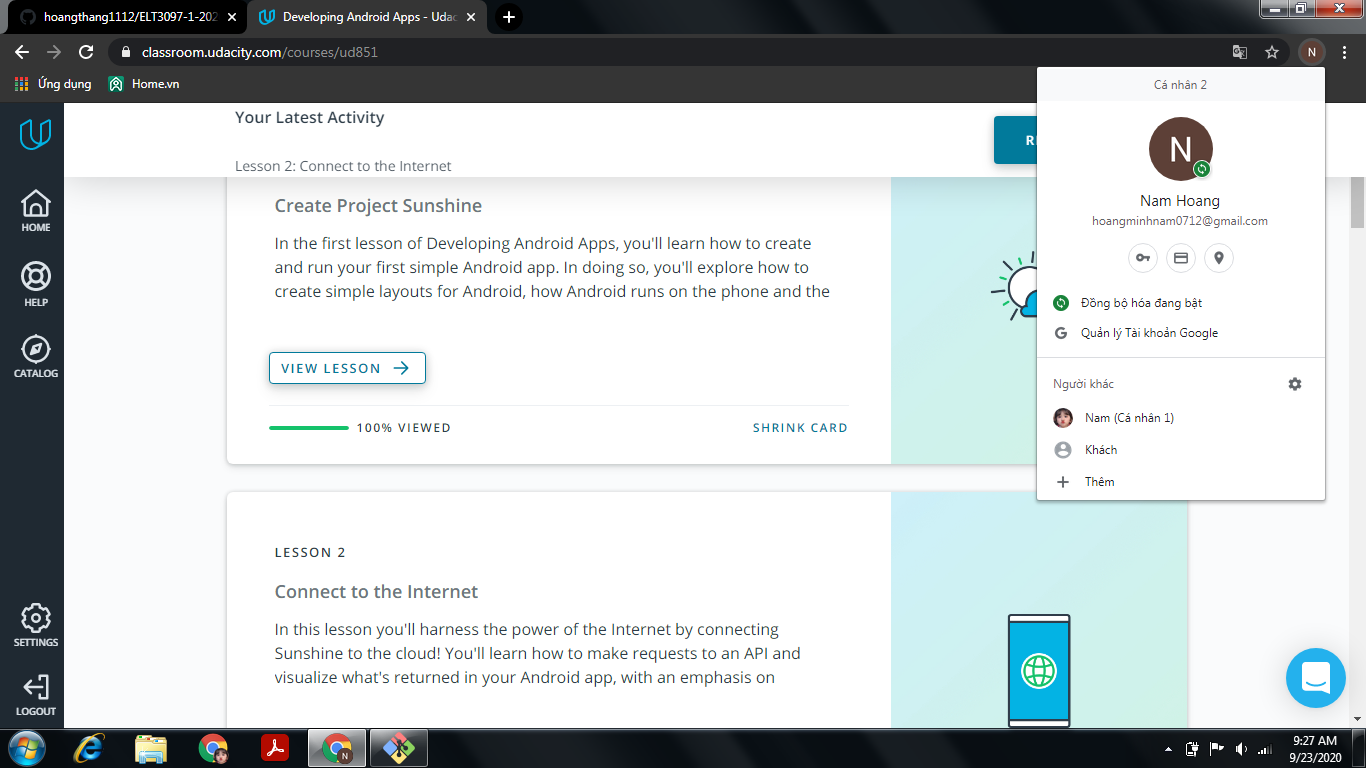 hoangthang1112/ELT3097-1-202
Developing Android Apps - Udac
classroom.udacity.com/courses/ud851
N
Ứng dụng
Home.vn
HOME
HELP
CATALOG
SETTINGS
LOGOUT
Your Latest Activity
Lesson 2: Connect to the Internet
Create Project Sunshine
In the first lesson of Developing Android Apps, you'll learn how to create
and run your first simple Android app. In doing so, you'll explore how to
create simple layouts for Android, how Android runs on the phone and the
VIEW LESSON
100% VIEWED
SHRINK CARD
LESSON 2
Connect to the Internet
In this lesson you'll harness the power of the Internet by connecting
Sunshine to the cloud! You'll learn how to make requests to an API and
visualize what's returned in your Android app, with an emphasis on
Cá nhân 2
N
Nam Hoang
hoangminhnam0712@gmail.com
Đồng bộ hóa đang bật
G
Quản lý Tài khoản Google
Người khác
Nam (Cá nhân 1)
Khách
Thêm
N
9:27 AM
9/23/2020